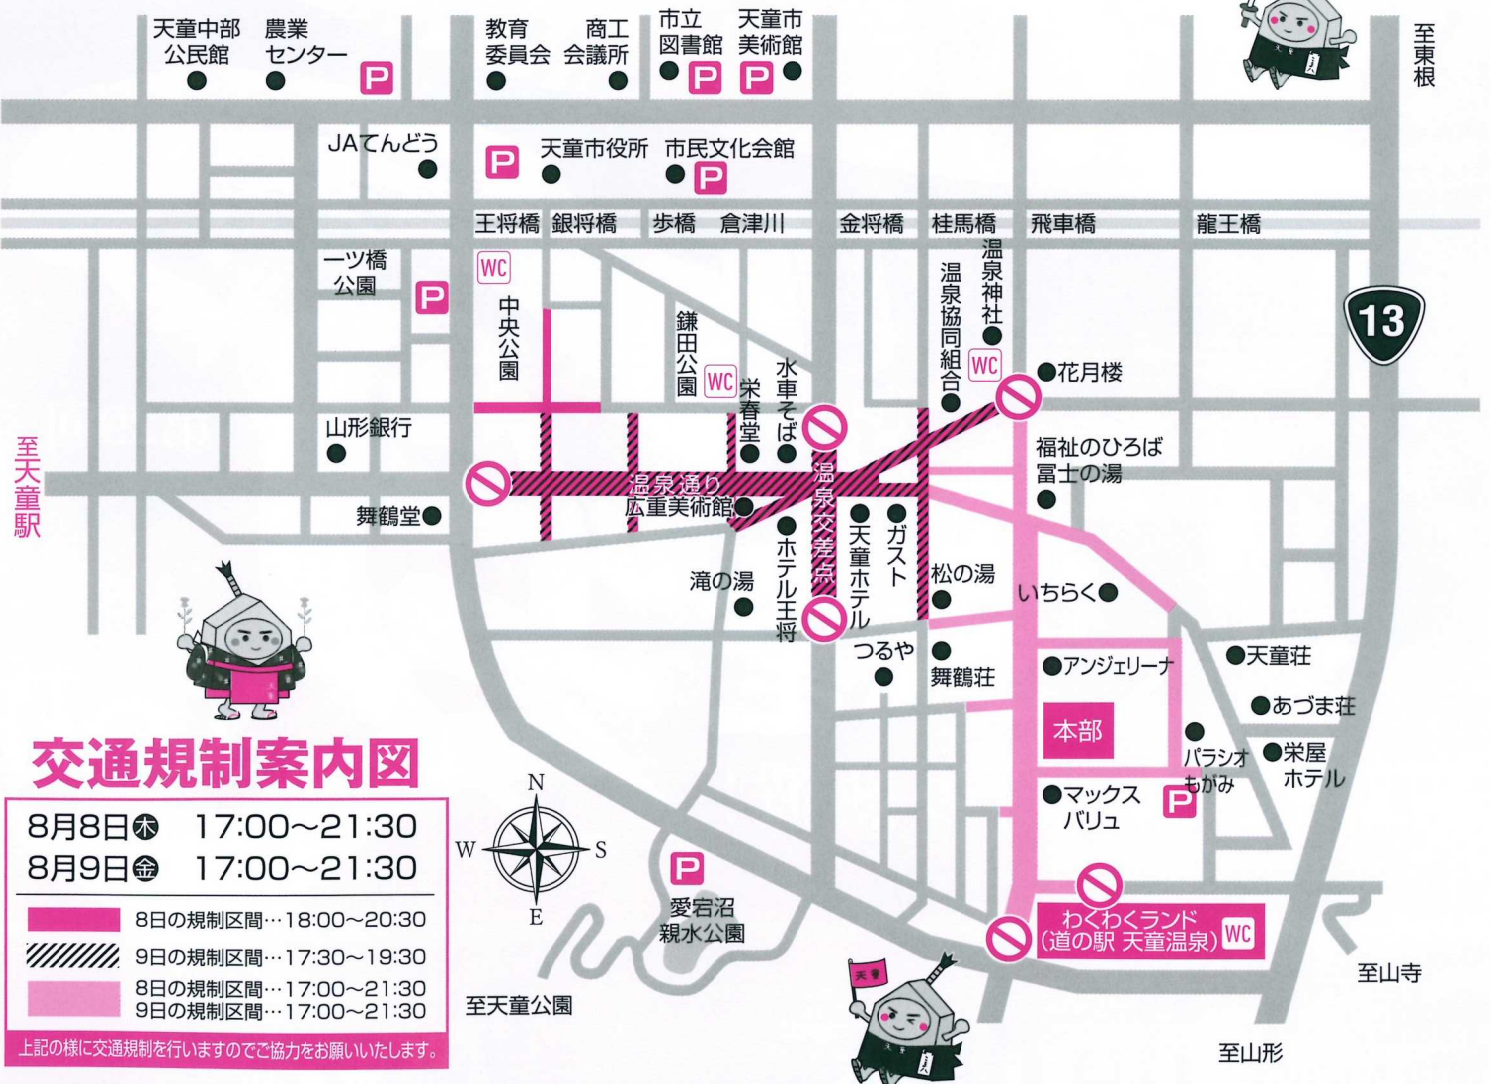 天童中部
公民館
農業
センター
P
教育
委員会
商工
会議所
市立
図書館
P
天童市
美術館
P
至東根
JAてんどう
P
天童市役所
市民文化会館
P
王将橋
銀将橋
歩橋
倉津川
金将橋
桂馬橋
飛車橋
龍王橋
一ツ橋
公園
P
WC
中央公園
鎌田公園
WC
栄春堂
水車そば
温泉協同組合
温泉神社
WC
花月楼
13
至天童駅
山形銀行
舞鶴堂
温泉通り
広重美術館
温泉交差点
福祉のひろば
冨士の湯
滝の湯
ホテル王将
天童ホテル
ガスト
松の湯
いちらく
つるや
舞鶴荘
アンジェリーナ
天童荘
あづま荘
本部
パラシオ
もがみ
栄屋
ホテル
マックス
バリュ
P
わくわくランド
(道の駅 天童温泉)
WC
P
愛宕沼
親水公園
至天童公園
至山寺
至山形
天童
N
W
S
E
交通規制案内図
8月8日木 17:00〜21:30
8月9日金 17:00〜21:30
8日の規制区間…18:00〜20:30
9日の規制区間…17:30〜19:30
8日の規制区間…17:00〜21:30
9日の規制区間…17:00〜21:30
上記の様に交通規制を行いますのでご協力をお願いいたします。